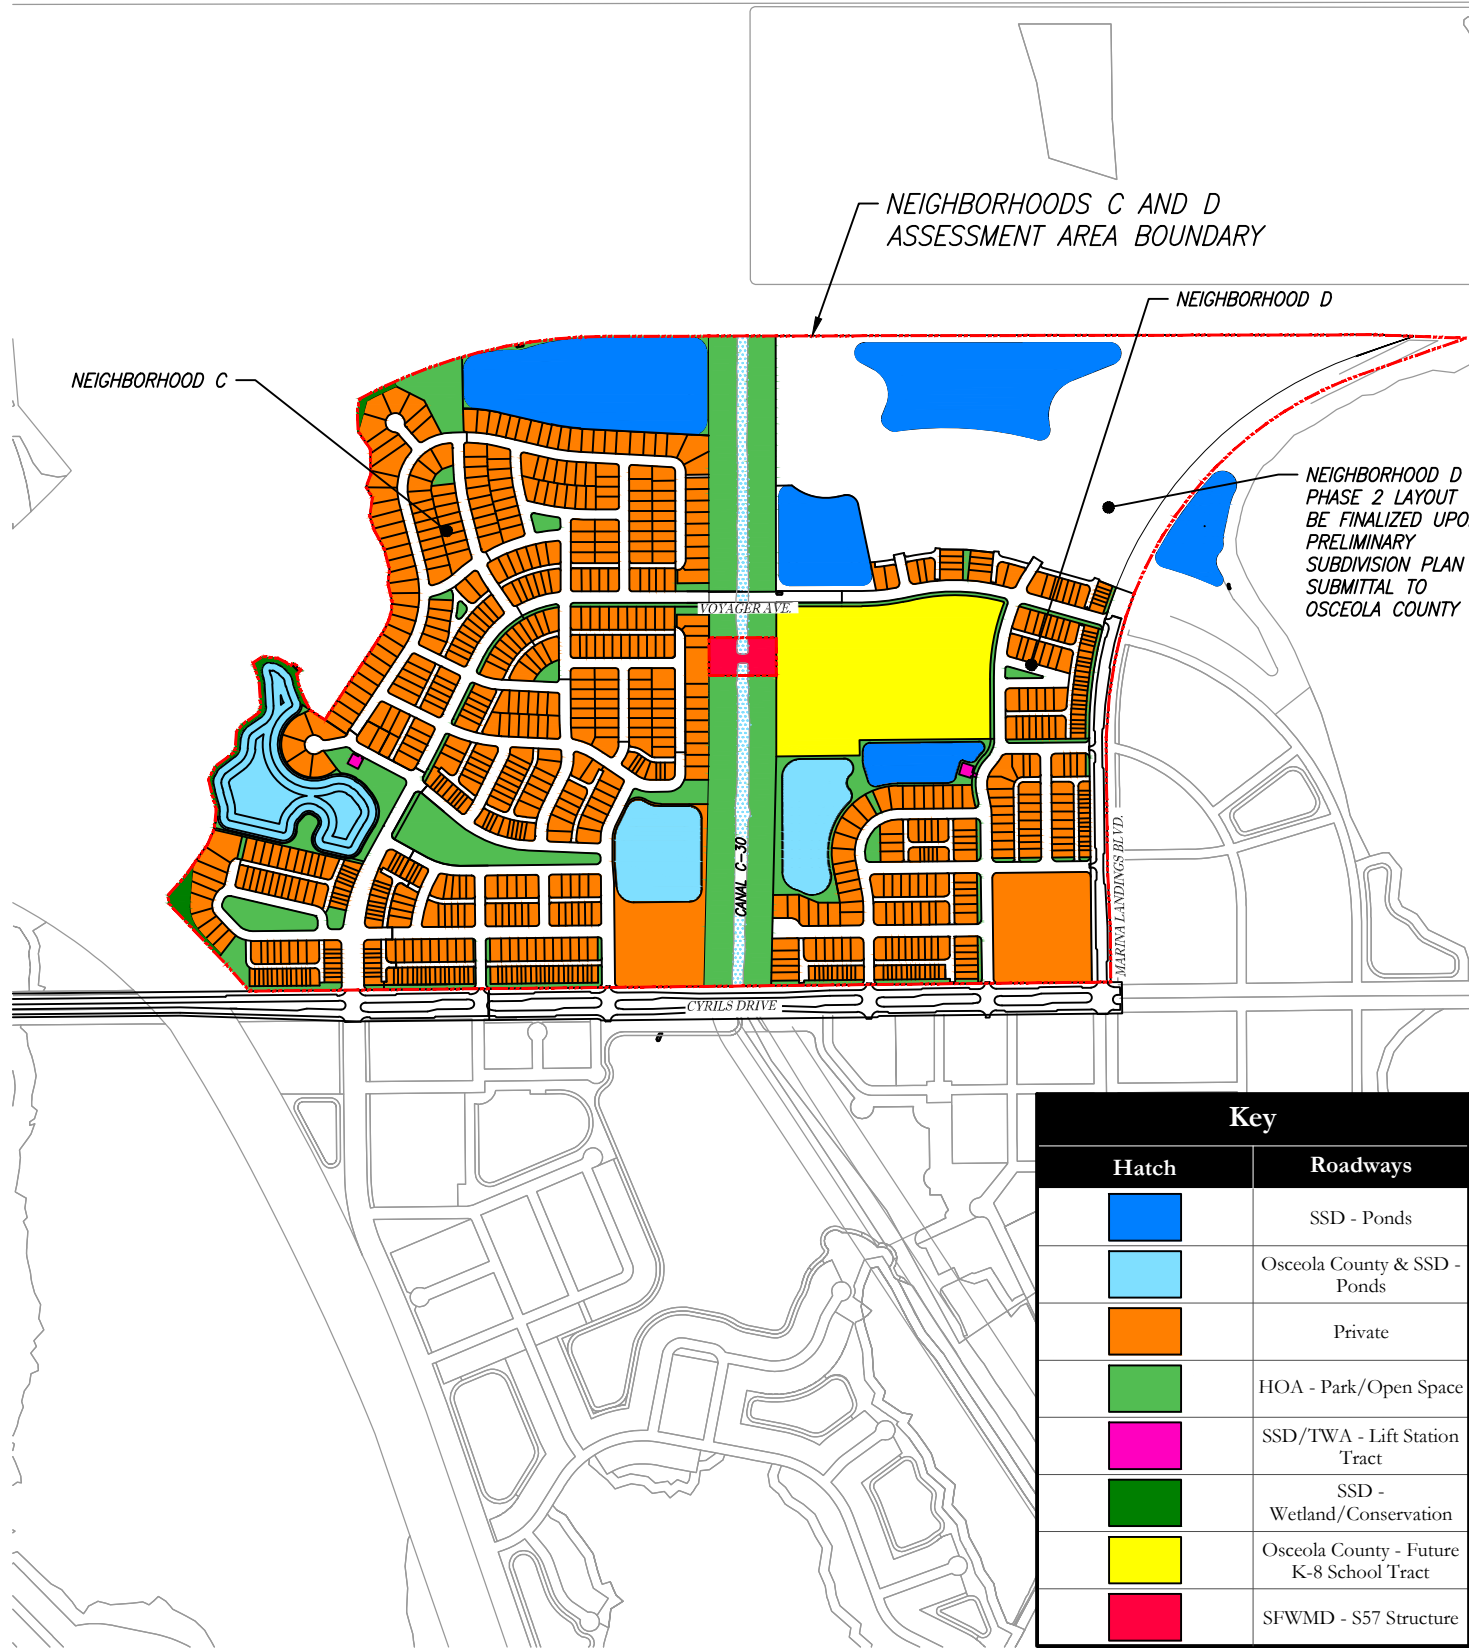 NEIGHBORHOODS C AND D
ASSESSMENT AREA BOUNDARY
NEIGHBORHOOD D
NEIGHBORHOOD C
NEIGHBORHOOD D
PHASE 2 LAYOUT
BE FINALIZED UPO
PRELIMINARY
SUBDIVISION PLAN
SUBMITTAL TO
OSCEOLA COUNTY
VOYAGER AVE.
CANAL C-30
MARINA LANDINGS BLVD.
CYRILS DRIVE
Key
Hatch
Roadways
SSD - Ponds
Osceola County & SSD -
Ponds
Private
HOA - Park/Open Space
SSD/TWA - Lift Station
Tract
SSD -
Wetland/Conservation
Osceola County - Future
K-8 School Tract
SFWMD - S57 Structure